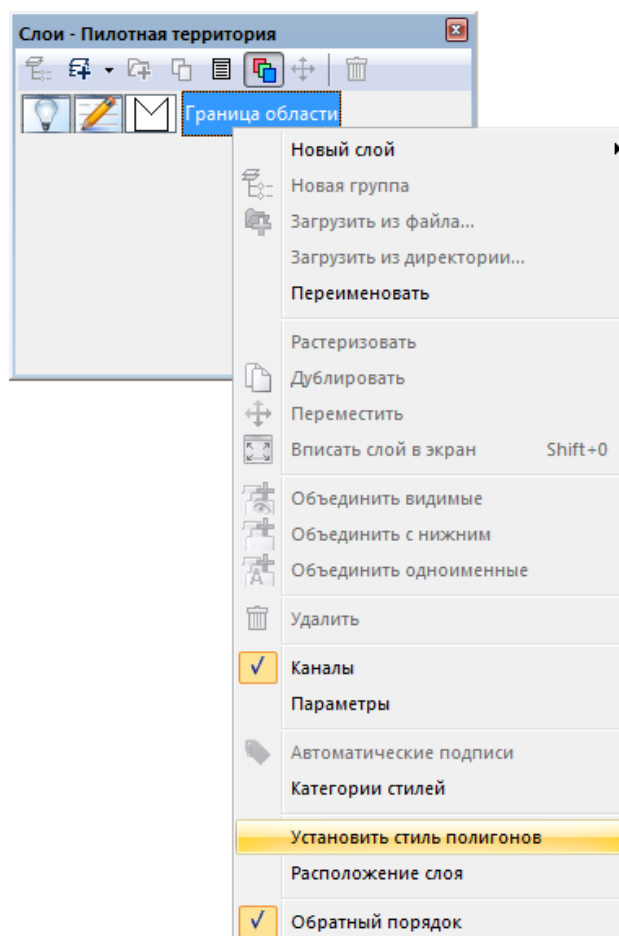 Слои - Пилотная территория
Граница области
Новый слой
Новая группа
Загрузить из файла...
Загрузить из директории...
Переименовать
Растеризовать
Дублировать
Переместить
Вписать слой в экран Shift+0
Объединить видимые
Объединить с нижним
Объединить одноименные
Удалить
Каналы
Параметры
Автоматические подписи
Категории стилей
Установить стиль полигонов
Расположение слоя
Обратный порядок